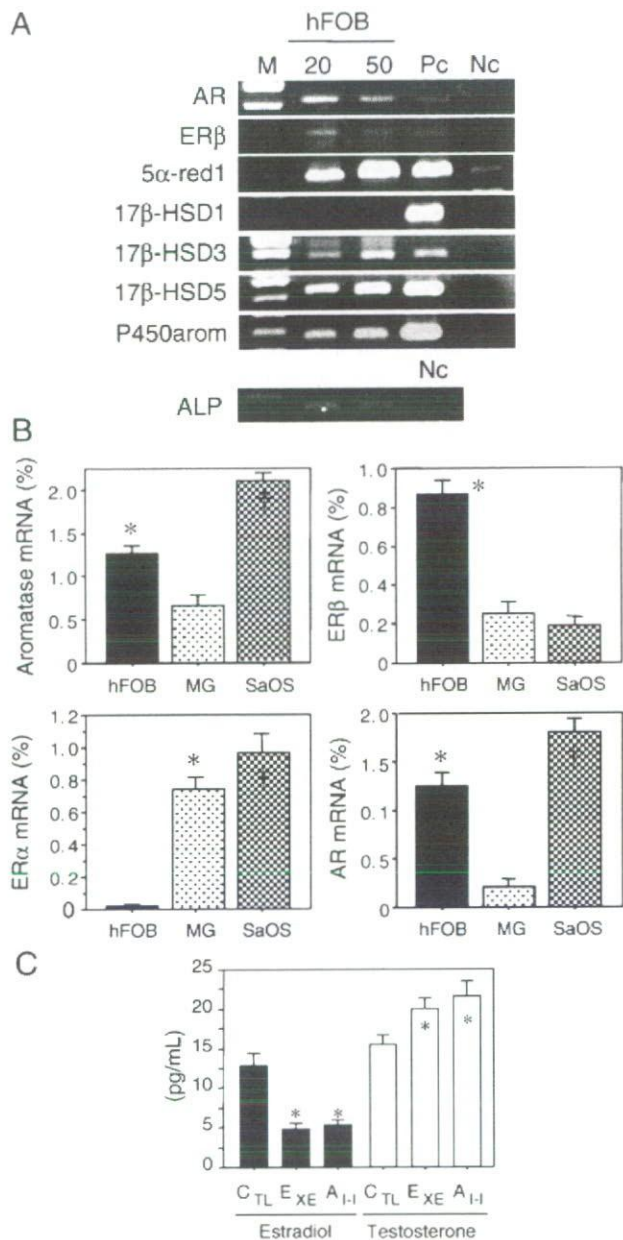 A
hFOB
M 20 50 Pc Nc
AR
ERβ
5α-red1
17β-HSD1
17β-HSD3
17β-HSD5
P450arom
Nc
ALP
B
Aromatase mRNA (%)
2.0
1.5
1.0
0.5
0
*
‡
hFOB MG SaOS
ERβ mRNA (%)
1.0
0.8
0.6
0.4
0.2
0
*
hFOB MG SaOS
ERα mRNA (%)
1.2
1.0
0.8
0.6
0.4
0.2
0
*
hFOB MG SaOS
AR mRNA (%)
2.0
1.5
0.1
0.5
0
*
hFOB MG SaOS
C
(pg/mL)
25
20
15
10
5
0
* * * *
CTL EXE AI-I CTL EXE AI-I
Estradiol Testosterone